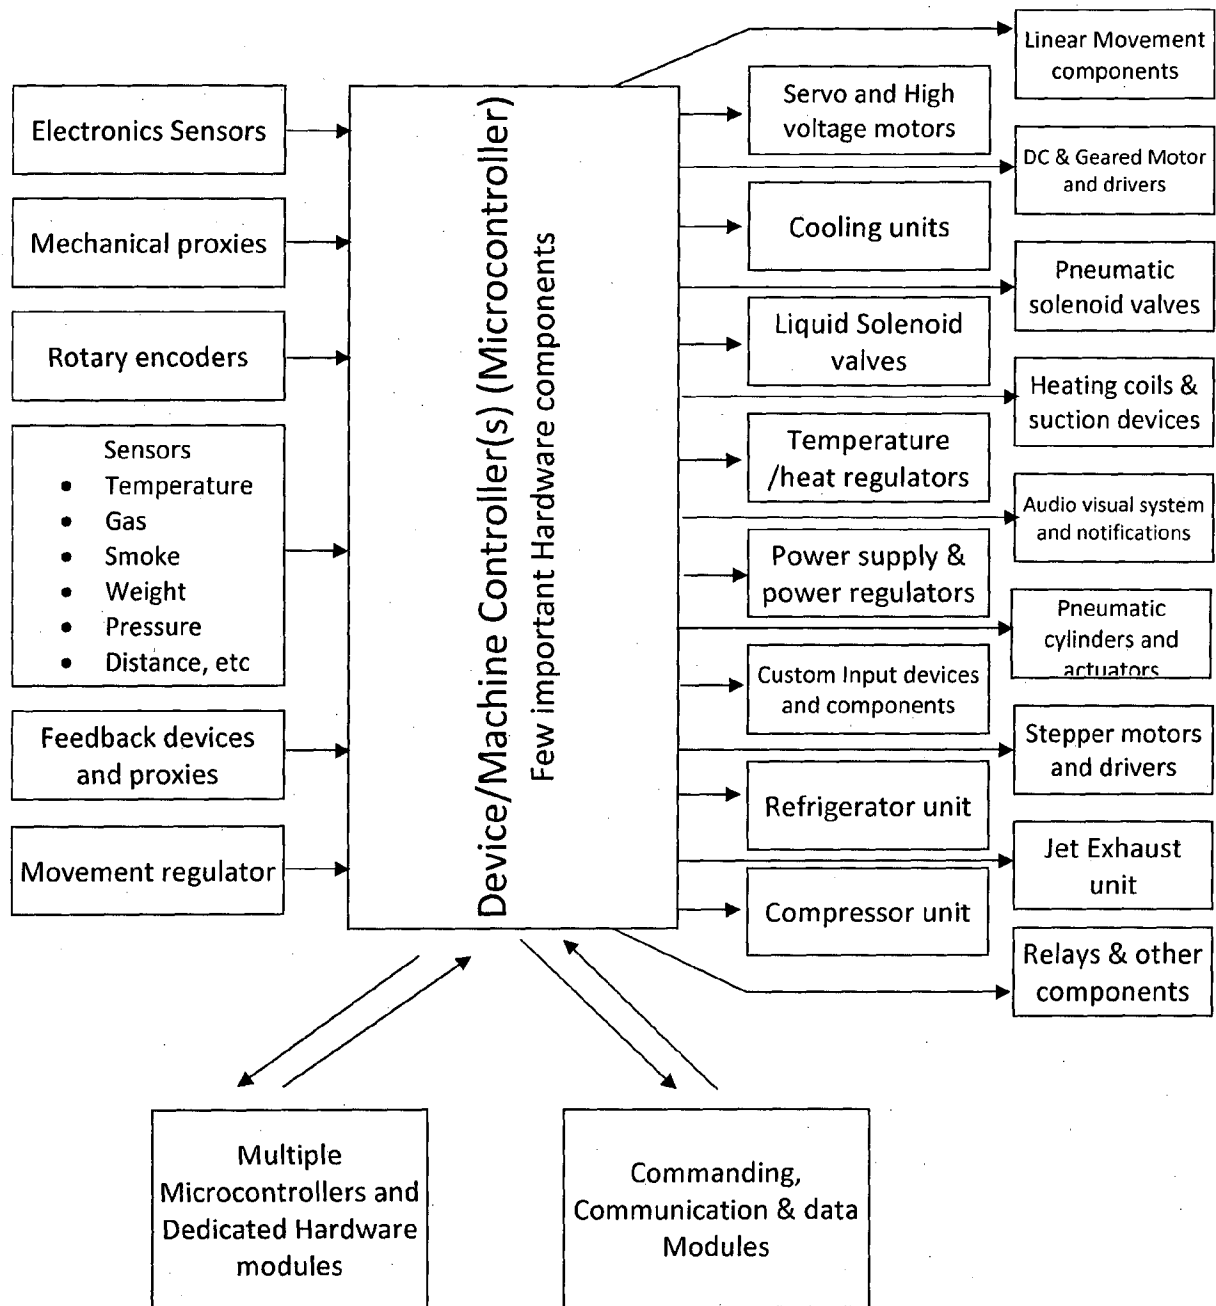 Electronics Sensors
Mechanical proxies
Rotary encoders
Sensors
• Temperature
• Gas
• Smoke
• Weight
• Pressure
• Distance, etc
Feedback devices
and proxies
Movement regulator
Device/Machine Controller(s) (Microcontroller)
Few important Hardware components
Servo and High
voltage motors
Cooling units
Liquid Solenoid
valves
Temperature
/heat regulators
Power supply &
power regulators
Custom Input devices
and components
Refrigerator unit
Compressor unit
Linear Movement
components
DC & Geared Motor
and drivers
Pneumatic
solenoid valves
Heating coils &
suction devices
Audio visual system
and notifications
Pneumatic
cylinders and
actuators
Stepper motors
and drivers
Jet Exhaust
unit
Relays & other
components
Multiple
Microcontrollers and
Dedicated Hardware
modules
Commanding,
Communication & data
Modules